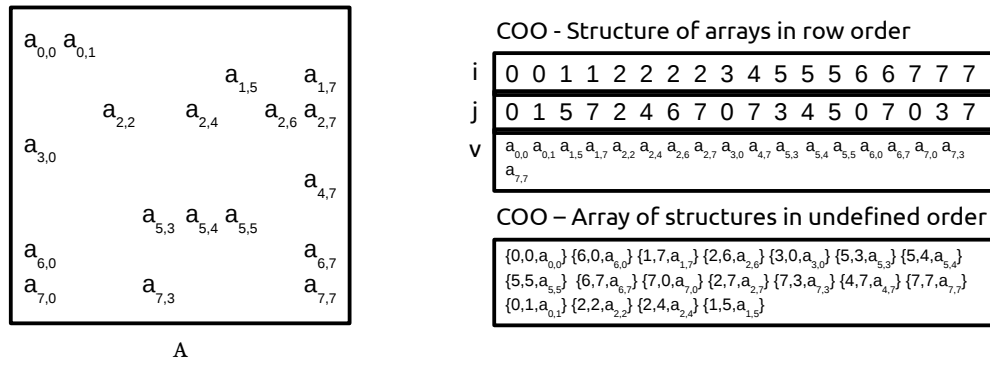 a0,0 a0,1
a1,5 a1,7
a2,2 a2,4 a2,6 a2,7
a3,0
a4,7
a5,3 a5,4 a5,5
a6,0 a6,7
a7,0 a7,3 a7,7
A
COO - Structure of arrays in row order
i 0 0 1 1 2 2 2 2 3 4 5 5 5 6 6 7 7 7
j 0 1 5 7 2 4 6 7 0 7 3 4 5 0 7 0 3 7
v a0,0 a0,1 a1,5 a1,7 a2,2 a2,4 a2,6 a2,7 a3,0 a4,7 a5,3 a5,4 a5,5 a6,0 a6,7 a7,0 a7,3
a7,7
COO – Array of structures in undefined order
{0,0,a0,0} {6,0,a6,0} {1,7,a1,7} {2,6,a2,6} {3,0,a3,0} {5,3,a5,3} {5,4,a5,4}
{5,5,a5,5} {6,7,a6,7} {7,0,a7,0} {2,7,a2,7} {7,3,a7,3} {4,7,a4,7} {7,7,a7,7}
{0,1,a0,1} {2,2,a2,2} {2,4,a2,4} {1,5,a1,5}